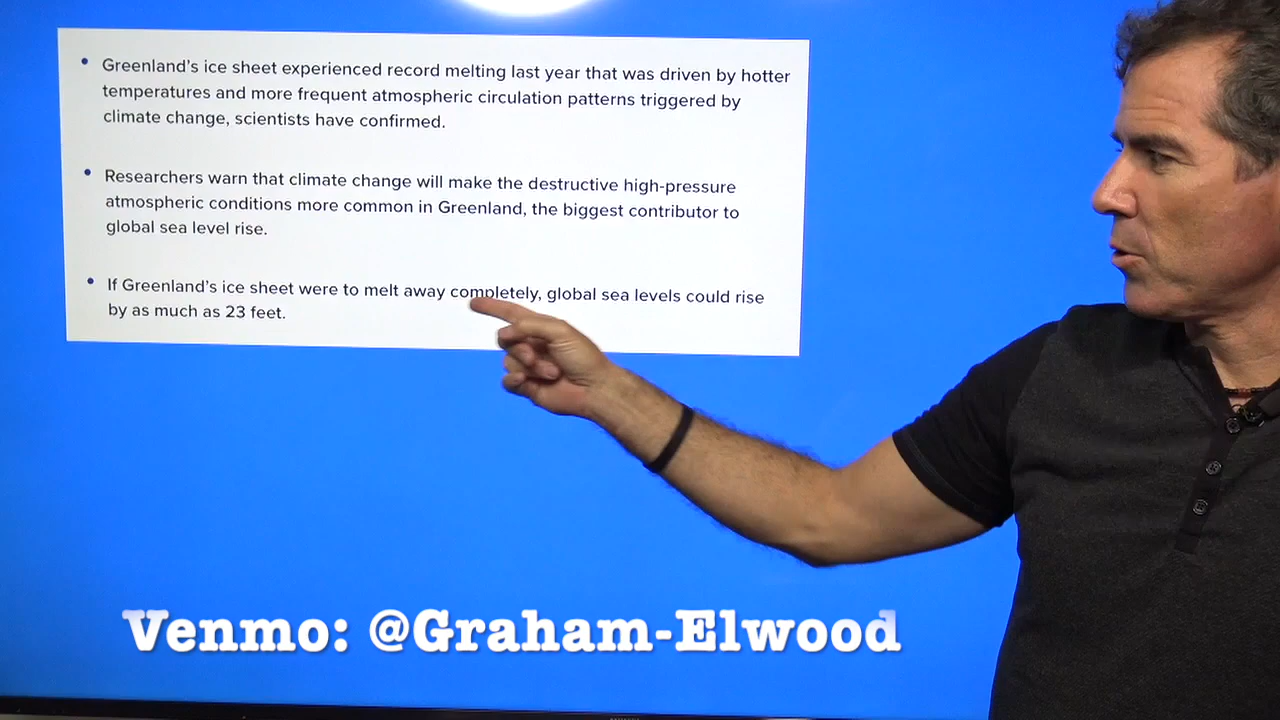 • Greenland's ice sheet experienced record melting last year that was driven by hotter
temperatures and more frequent atmospheric circulation patterns triggered by
climate change, scientists have confirmed.
• Researchers warn that climate change will make the destructive high-pressure
atmospheric conditions more common in Greenland, the biggest contributor to
global sea level rise.
• If Greenland's ice sheet were to melt away completely, global sea levels could rise
by as much as 23 feet.
Venmo: @Graham-Elwood